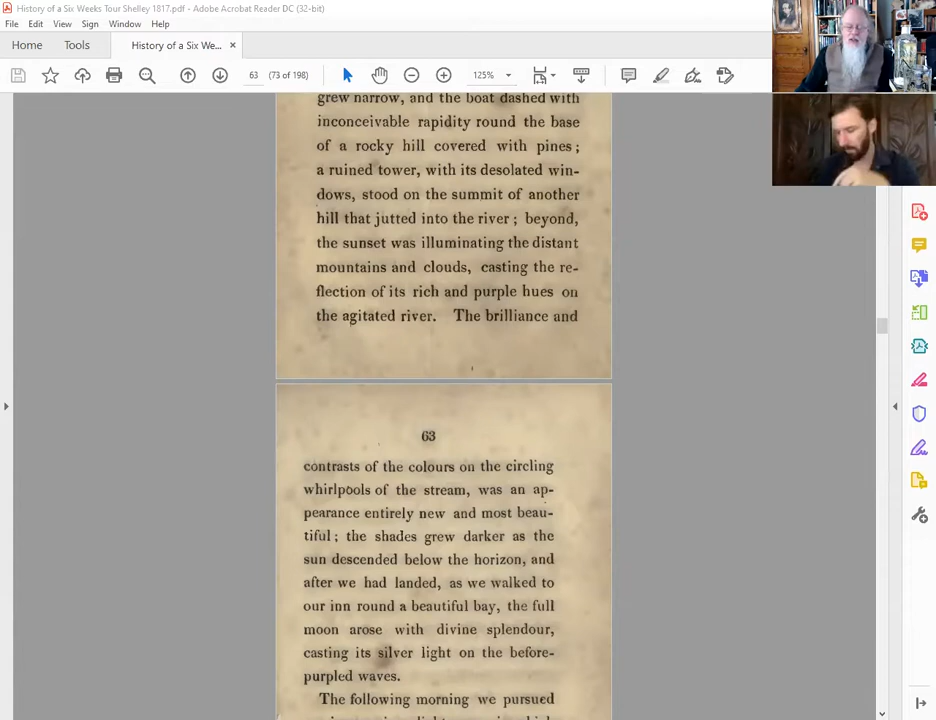 History of a Six Weeks Tour Shelley 1817.pdf - Adobe Acrobat Reader DC (32-bit)
File Edit View Sign Window Help
Home Tools History of a Six We... ×
63 (73 of 198) 125%
grew narrow, and the boat dashed with
inconceivable rapidity round the base
of a rocky hill covered with pines ;
a ruined tower, with its desolated win-
dows, stood on the summit of another
hill that jutted into the river ; beyond,
the sunset was illuminating the distant
mountains and clouds, casting the re-
flection of its rich and purple hues on
the agitated river. The brilliance and
63
contrasts of the colours on the circling
whirlpools of the stream, was an ap-
pearance entirely new and most beau-
tiful ; the shades grew darker as the
sun descended below the horizon, and
after we had landed, as we walked to
our inn round a beautiful bay, the full
moon arose with divine splendour,
casting its silver light on the before-
purpled waves.
The following morning we pursued